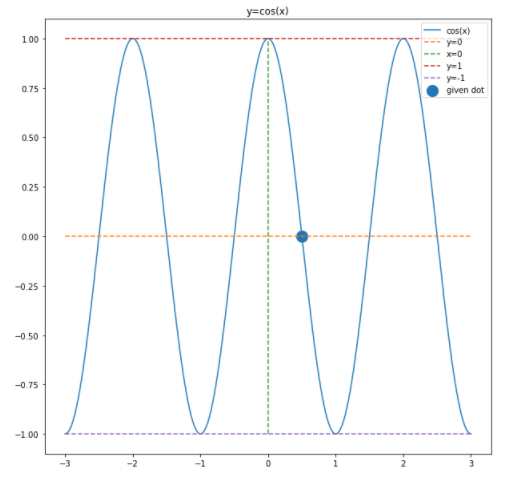 y=cos(x)
cos(x)
y=0
x=0
y=1
y=-1
given dot
1.00
0.75
0.50
0.25
0.00
−0.25
−0.50
−0.75
−1.00
−3 −2 −1 0 1 2 3